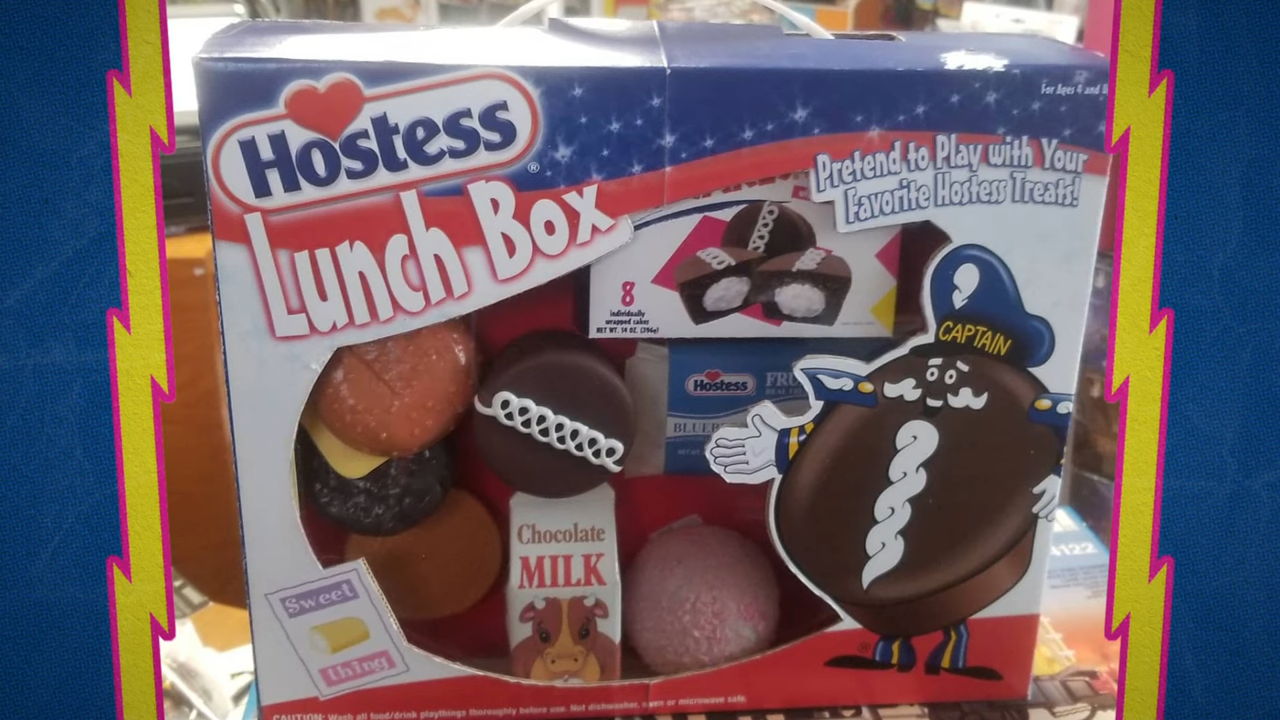 For Ages 4 and
Hostess®
Lunch Box
Pretend to Play with Your
Favorite Hostess Treats!
8
individually
wrapped cakes
NET WT. 14 OZ. (396g)
CAPTAIN
Hostess
Chocolate
MILK
Sweet
thing
4122
®
CAUTION: Wash all food/drink playthings thoroughly before use. Not dishwasher, oven or microwave safe.